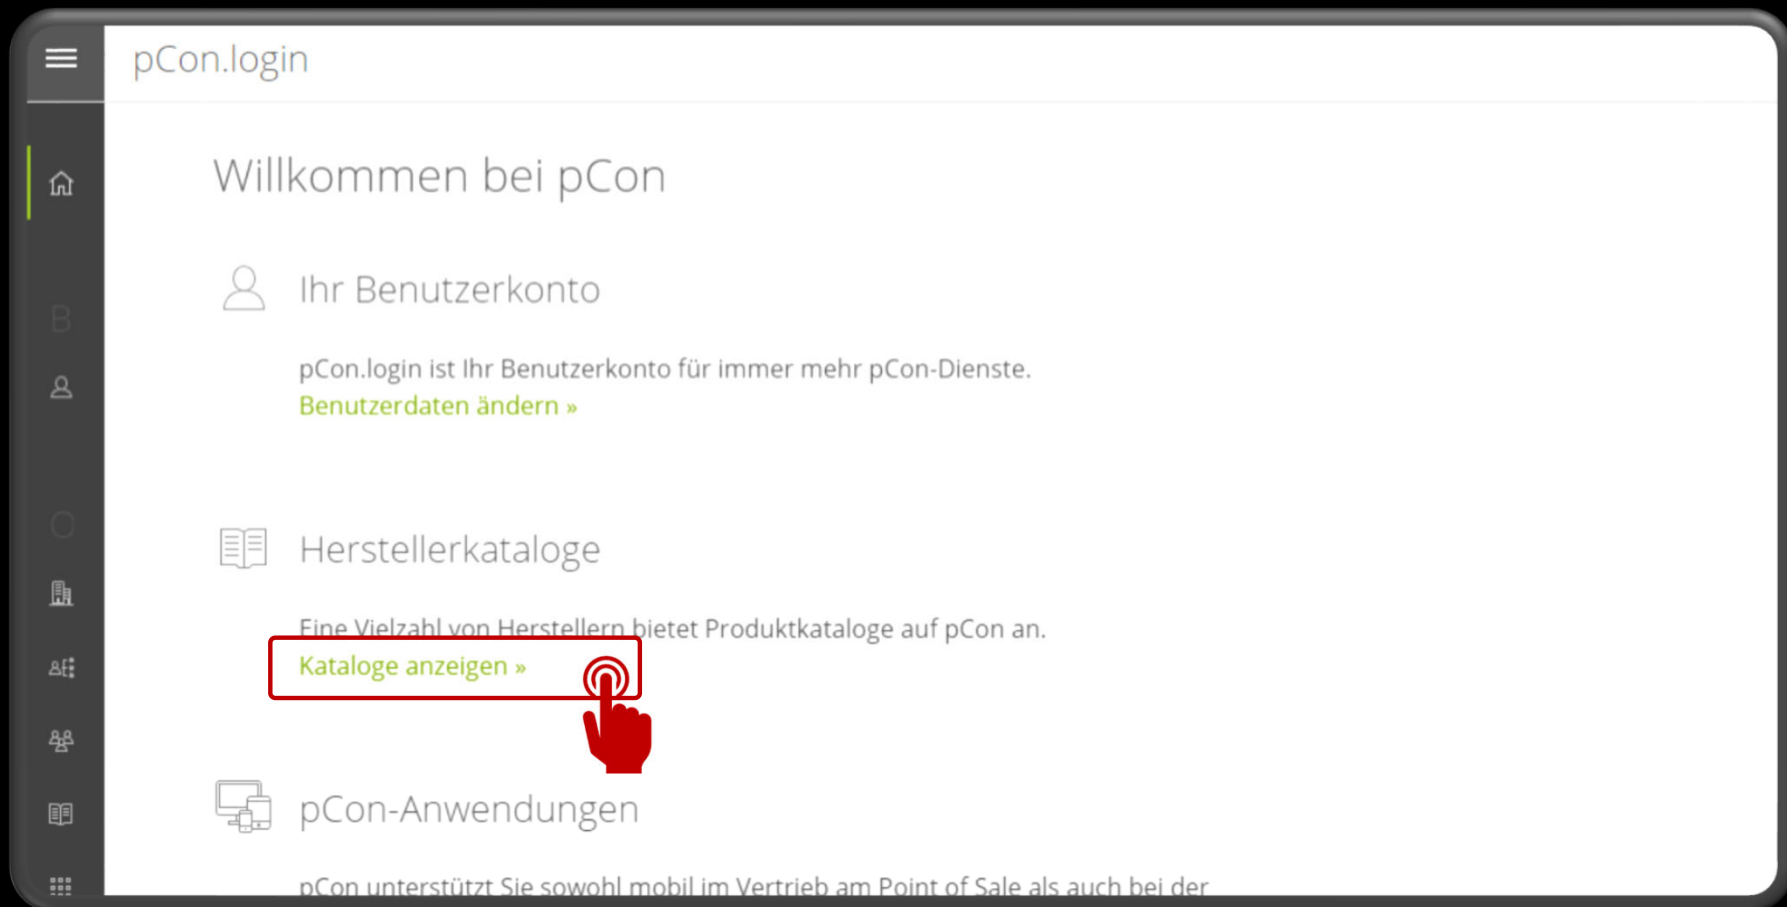 pCon.login
Willkommen bei pCon
Ihr Benutzerkonto
pCon.login ist Ihr Benutzerkonto für immer mehr pCon-Dienste.
Benutzerdaten ändern »
B
O
Herstellerkataloge
Eine Vielzahl von Herstellern bietet Produktkataloge auf pCon an.
Kataloge anzeigen »
pCon-Anwendungen
pCon unterstützt Sie sowohl mobil im Vertrieb am Point of Sale als auch bei der